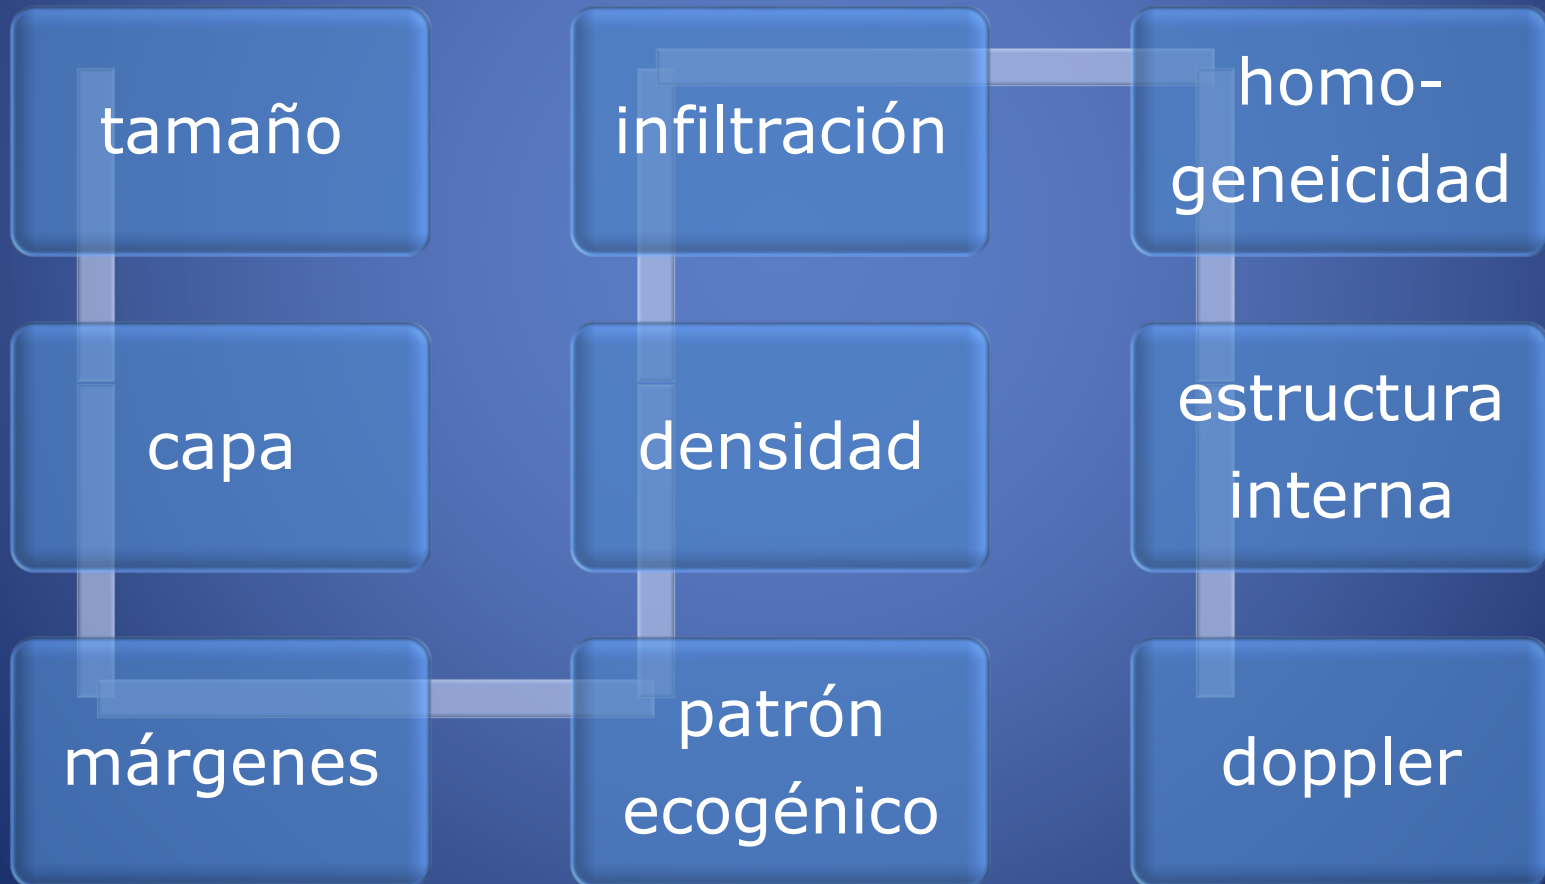 tamaño
capa
márgenes
patrón
ecogénico
densidad
infiltración
homo-
geneicidad
estructura
interna
doppler